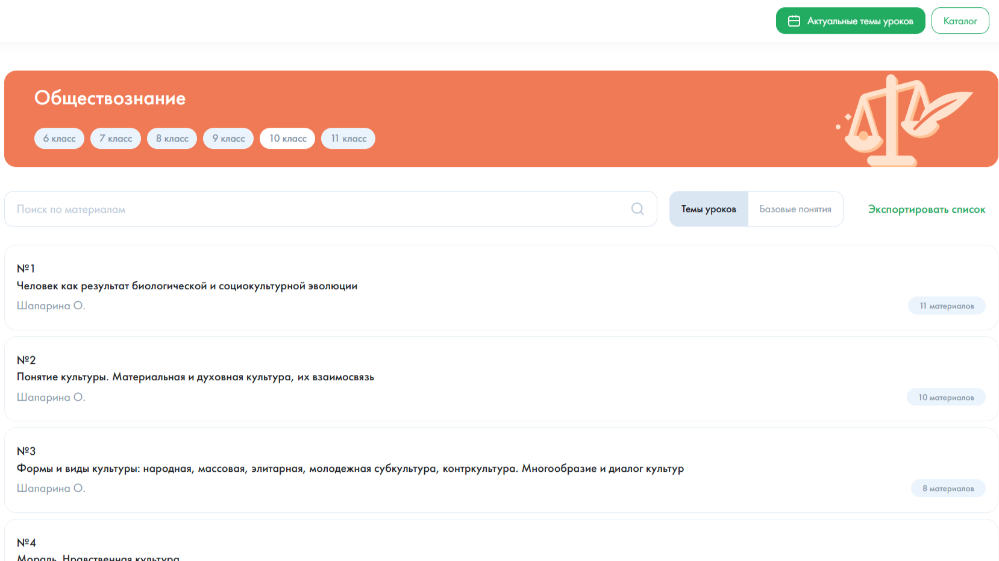 Актуальные темы уроков
Каталог
Обществознание
6 класс
7 класс
8 класс
9 класс
10 класс
11 класс
Поиск по материалам
Темы уроков
Базовые понятия
Экспортировать список
№1
Человек как результат биологической и социокультурной эволюции
Шапарина О.
11 материалов
№2
Понятие культуры. Материальная и духовная культура, их взаимосвязь
Шапарина О.
10 материалов
№3
Формы и виды культуры: народная, массовая, элитарная, молодежная субкультура, контркультура. Многообразие и диалог культур
Шапарина О.
8 материалов
№4
Мораль. Нравственная культура